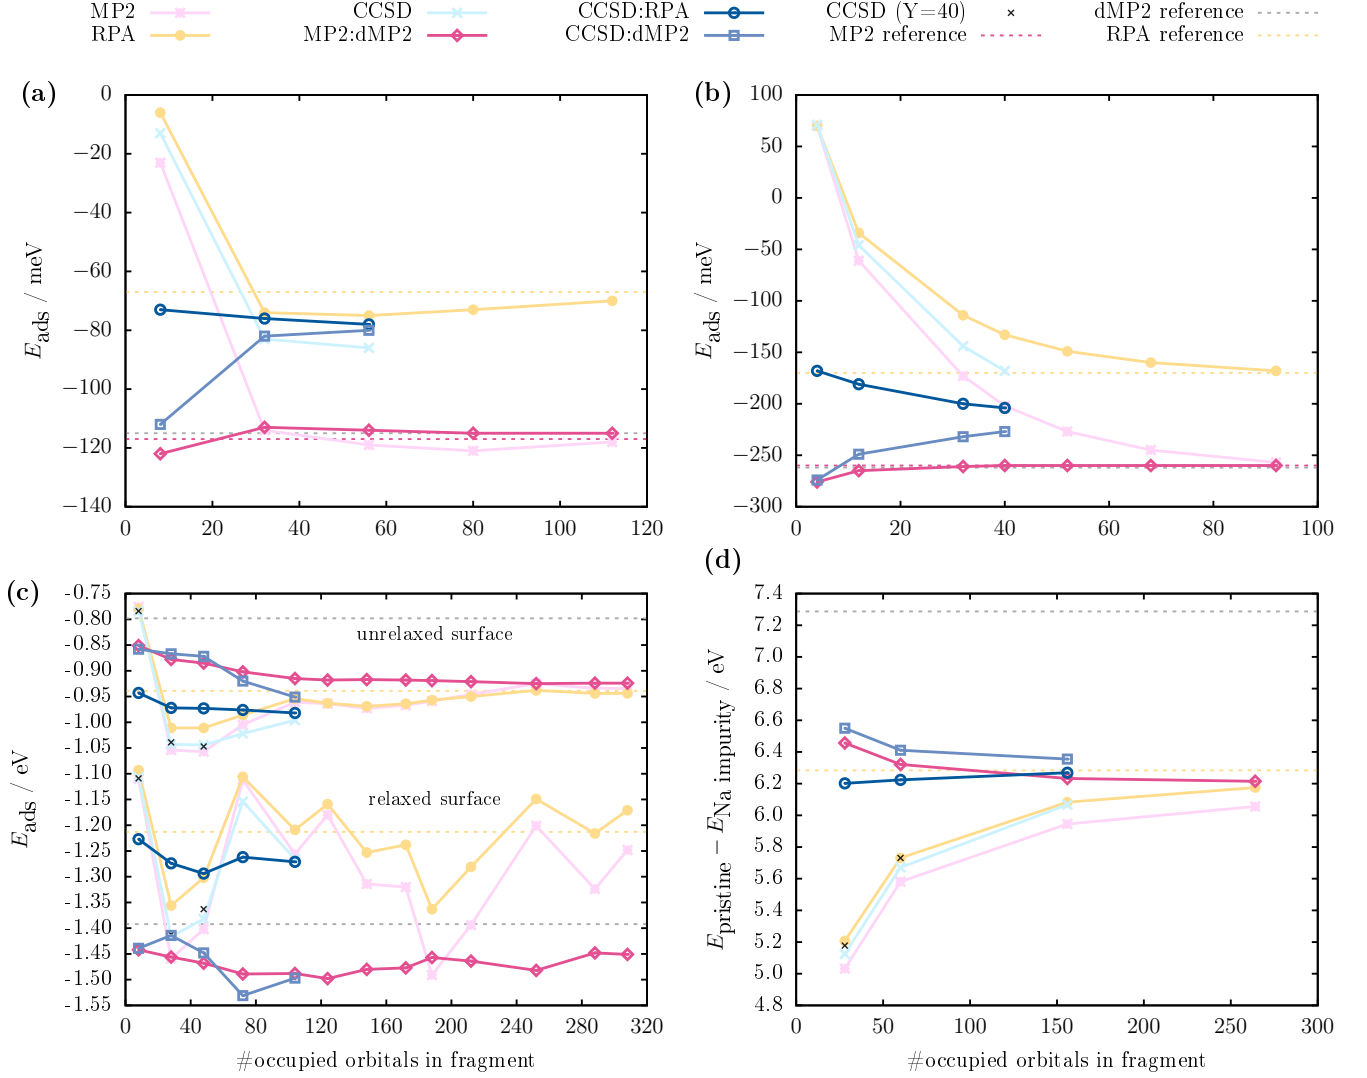 MP2 CCSD CCSD:RPA CCSD (Y=40) dMP2 reference
RPA MP2:dMP2 CCSD:dMP2 MP2 reference RPA reference
(a)
0
−20
−40
−60
−80
−100
−120
−140
E_ads / meV
0 20 40 60 80 100 120
(b)
100
50
0
−50
−100
−150
−200
−250
−300
E_ads / meV
0 20 40 60 80 100
(c)
-0.75
-0.80
-0.85
-0.90
-0.95
-1.00
-1.05
-1.10
-1.15
-1.20
-1.25
-1.30
-1.35
-1.40
-1.45
-1.50
-1.55
E_ads / eV
unrelaxed surface
relaxed surface
0 40 80 120 160 200 240 280 320
#occupied orbitals in fragment
(d)
7.4
7.2
7.0
6.8
6.6
6.4
6.2
6.0
5.8
5.6
5.4
5.2
5.0
4.8
E_pristine − E_Na impurity / eV
0 50 100 150 200 250 300
#occupied orbitals in fragment